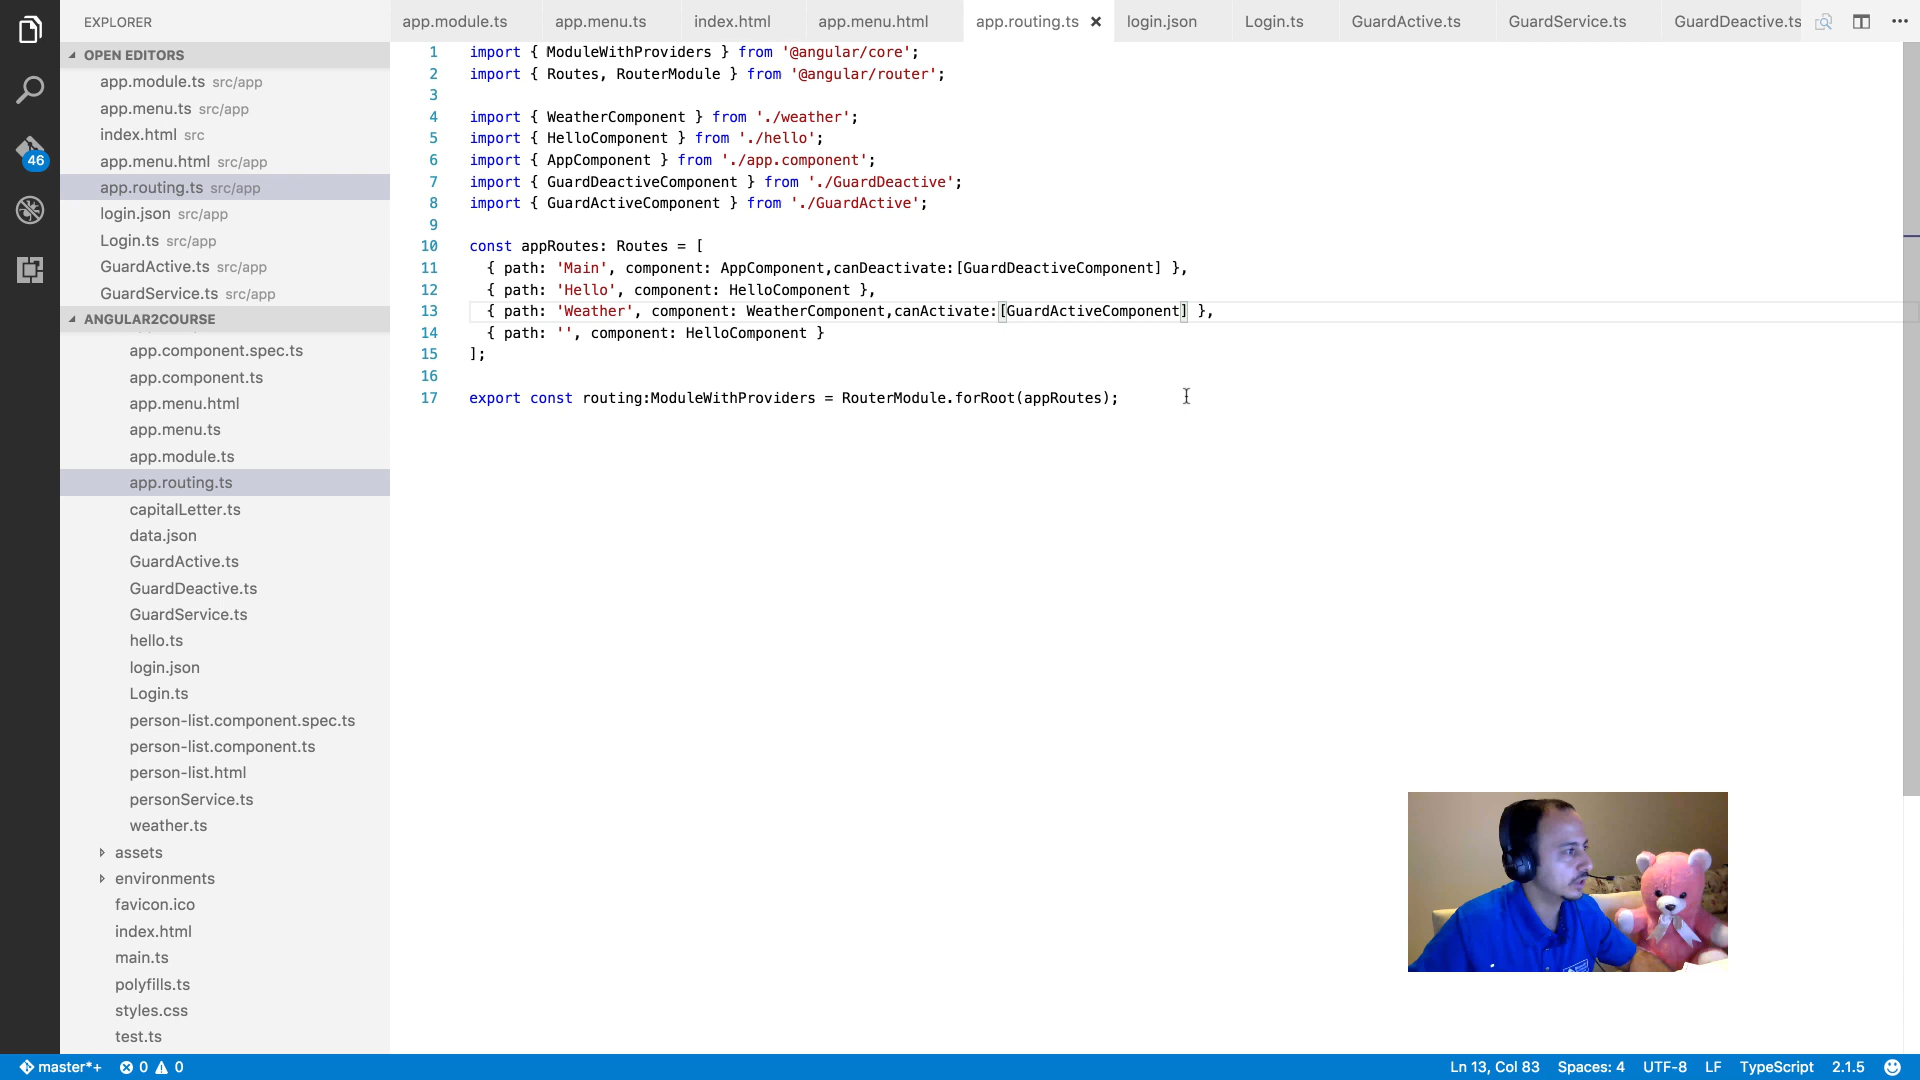 EXPLORER
OPEN EDITORS
app.module.ts src/app
app.menu.ts src/app
index.html src
app.menu.html src/app
app.routing.ts src/app
login.json src/app
Login.ts src/app
GuardActive.ts src/app
GuardService.ts src/app
ANGULAR2COURSE
app.component.spec.ts
app.component.ts
app.menu.html
app.menu.ts
app.module.ts
app.routing.ts
capitalLetter.ts
data.json
GuardActive.ts
GuardDeactive.ts
GuardService.ts
hello.ts
login.json
Login.ts
person-list.component.spec.ts
person-list.component.ts
person-list.html
personService.ts
weather.ts
assets
environments
favicon.ico
index.html
main.ts
polyfills.ts
styles.css
test.ts
46
app.module.ts app.menu.ts index.html app.menu.html app.routing.ts login.json Login.ts GuardActive.ts GuardService.ts GuardDeactive.ts
1 import { ModuleWithProviders } from '@angular/core';
2 import { Routes, RouterModule } from '@angular/router';
3
4 import { WeatherComponent } from './weather';
5 import { HelloComponent } from './hello';
6 import { AppComponent } from './app.component';
7 import { GuardDeactiveComponent } from './GuardDeactive';
8 import { GuardActiveComponent } from './GuardActive';
9
10 const appRoutes: Routes = [
11 { path: 'Main', component: AppComponent,canDeactivate:[GuardDeactiveComponent] },
12 { path: 'Hello', component: HelloComponent },
13 { path: 'Weather', component: WeatherComponent,canActivate:[GuardActiveComponent] },
14 { path: '', component: HelloComponent }
15 ];
16
17 export const routing:ModuleWithProviders = RouterModule.forRoot(appRoutes);
master*+ 0 0 Ln 13, Col 83 Spaces: 4 UTF-8 LF TypeScript 2.1.5